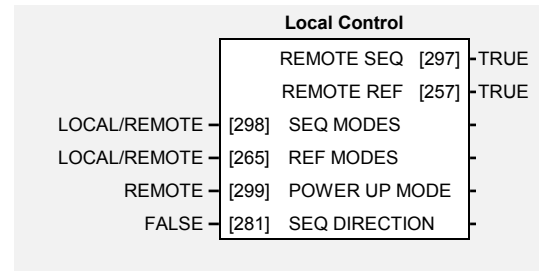 Local Control
REMOTE SEQ [297] TRUE
REMOTE REF [257] TRUE
LOCAL/REMOTE [298] SEQ MODES
LOCAL/REMOTE [265] REF MODES
REMOTE [299] POWER UP MODE
FALSE [281] SEQ DIRECTION